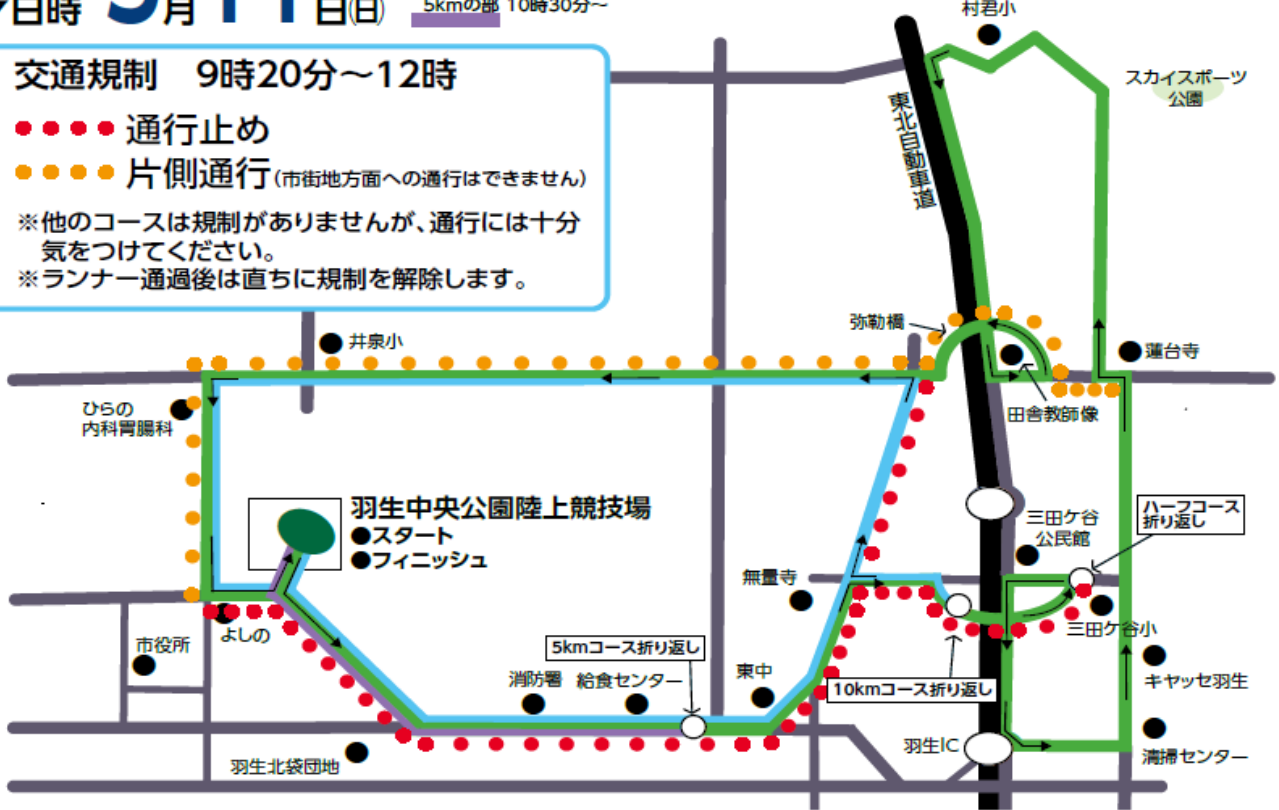 日時 3月11日(日)
5kmの部 10時30分～
交通規制 9時20分～12時
通行止め
片側通行(市街地方面への通行はできません)
※他のコースは規制がありませんが、通行には十分
気をつけてください。
※ランナー通過後は直ちに規制を解除します。
村君小
スカイスポーツ
公園
東北自動車道
弥勒橋
井泉小
蓮台寺
田舎教師像
ひらの
内科胃腸科
羽生中央公園陸上競技場
●スタート
●フィニッシュ
ハーフコース
折り返し
三田ケ谷
公民館
無量寺
三田ケ谷小
よしの
市役所
5kmコース折り返し
東中
消防署
給食センター
10kmコース折り返し
キヤッセ羽生
羽生IC
清掃センター
羽生北袋団地